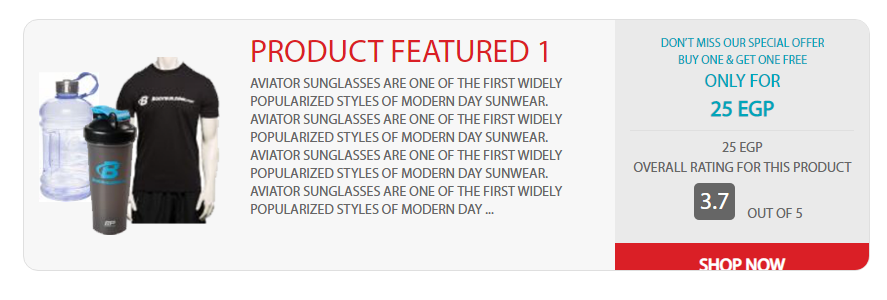 PRODUCT FEATURED 1
AVIATOR SUNGLASSES ARE ONE OF THE FIRST WIDELY
POPULARIZED STYLES OF MODERN DAY SUNWEAR.
AVIATOR SUNGLASSES ARE ONE OF THE FIRST WIDELY
POPULARIZED STYLES OF MODERN DAY SUNWEAR.
AVIATOR SUNGLASSES ARE ONE OF THE FIRST WIDELY
POPULARIZED STYLES OF MODERN DAY SUNWEAR.
AVIATOR SUNGLASSES ARE ONE OF THE FIRST WIDELY
POPULARIZED STYLES OF MODERN DAY ...
DON'T MISS OUR SPECIAL OFFER
BUY ONE & GET ONE FREE
ONLY FOR
25 EGP
25 EGP
OVERALL RATING FOR THIS PRODUCT
3.7 OUT OF 5
SHOP NOW